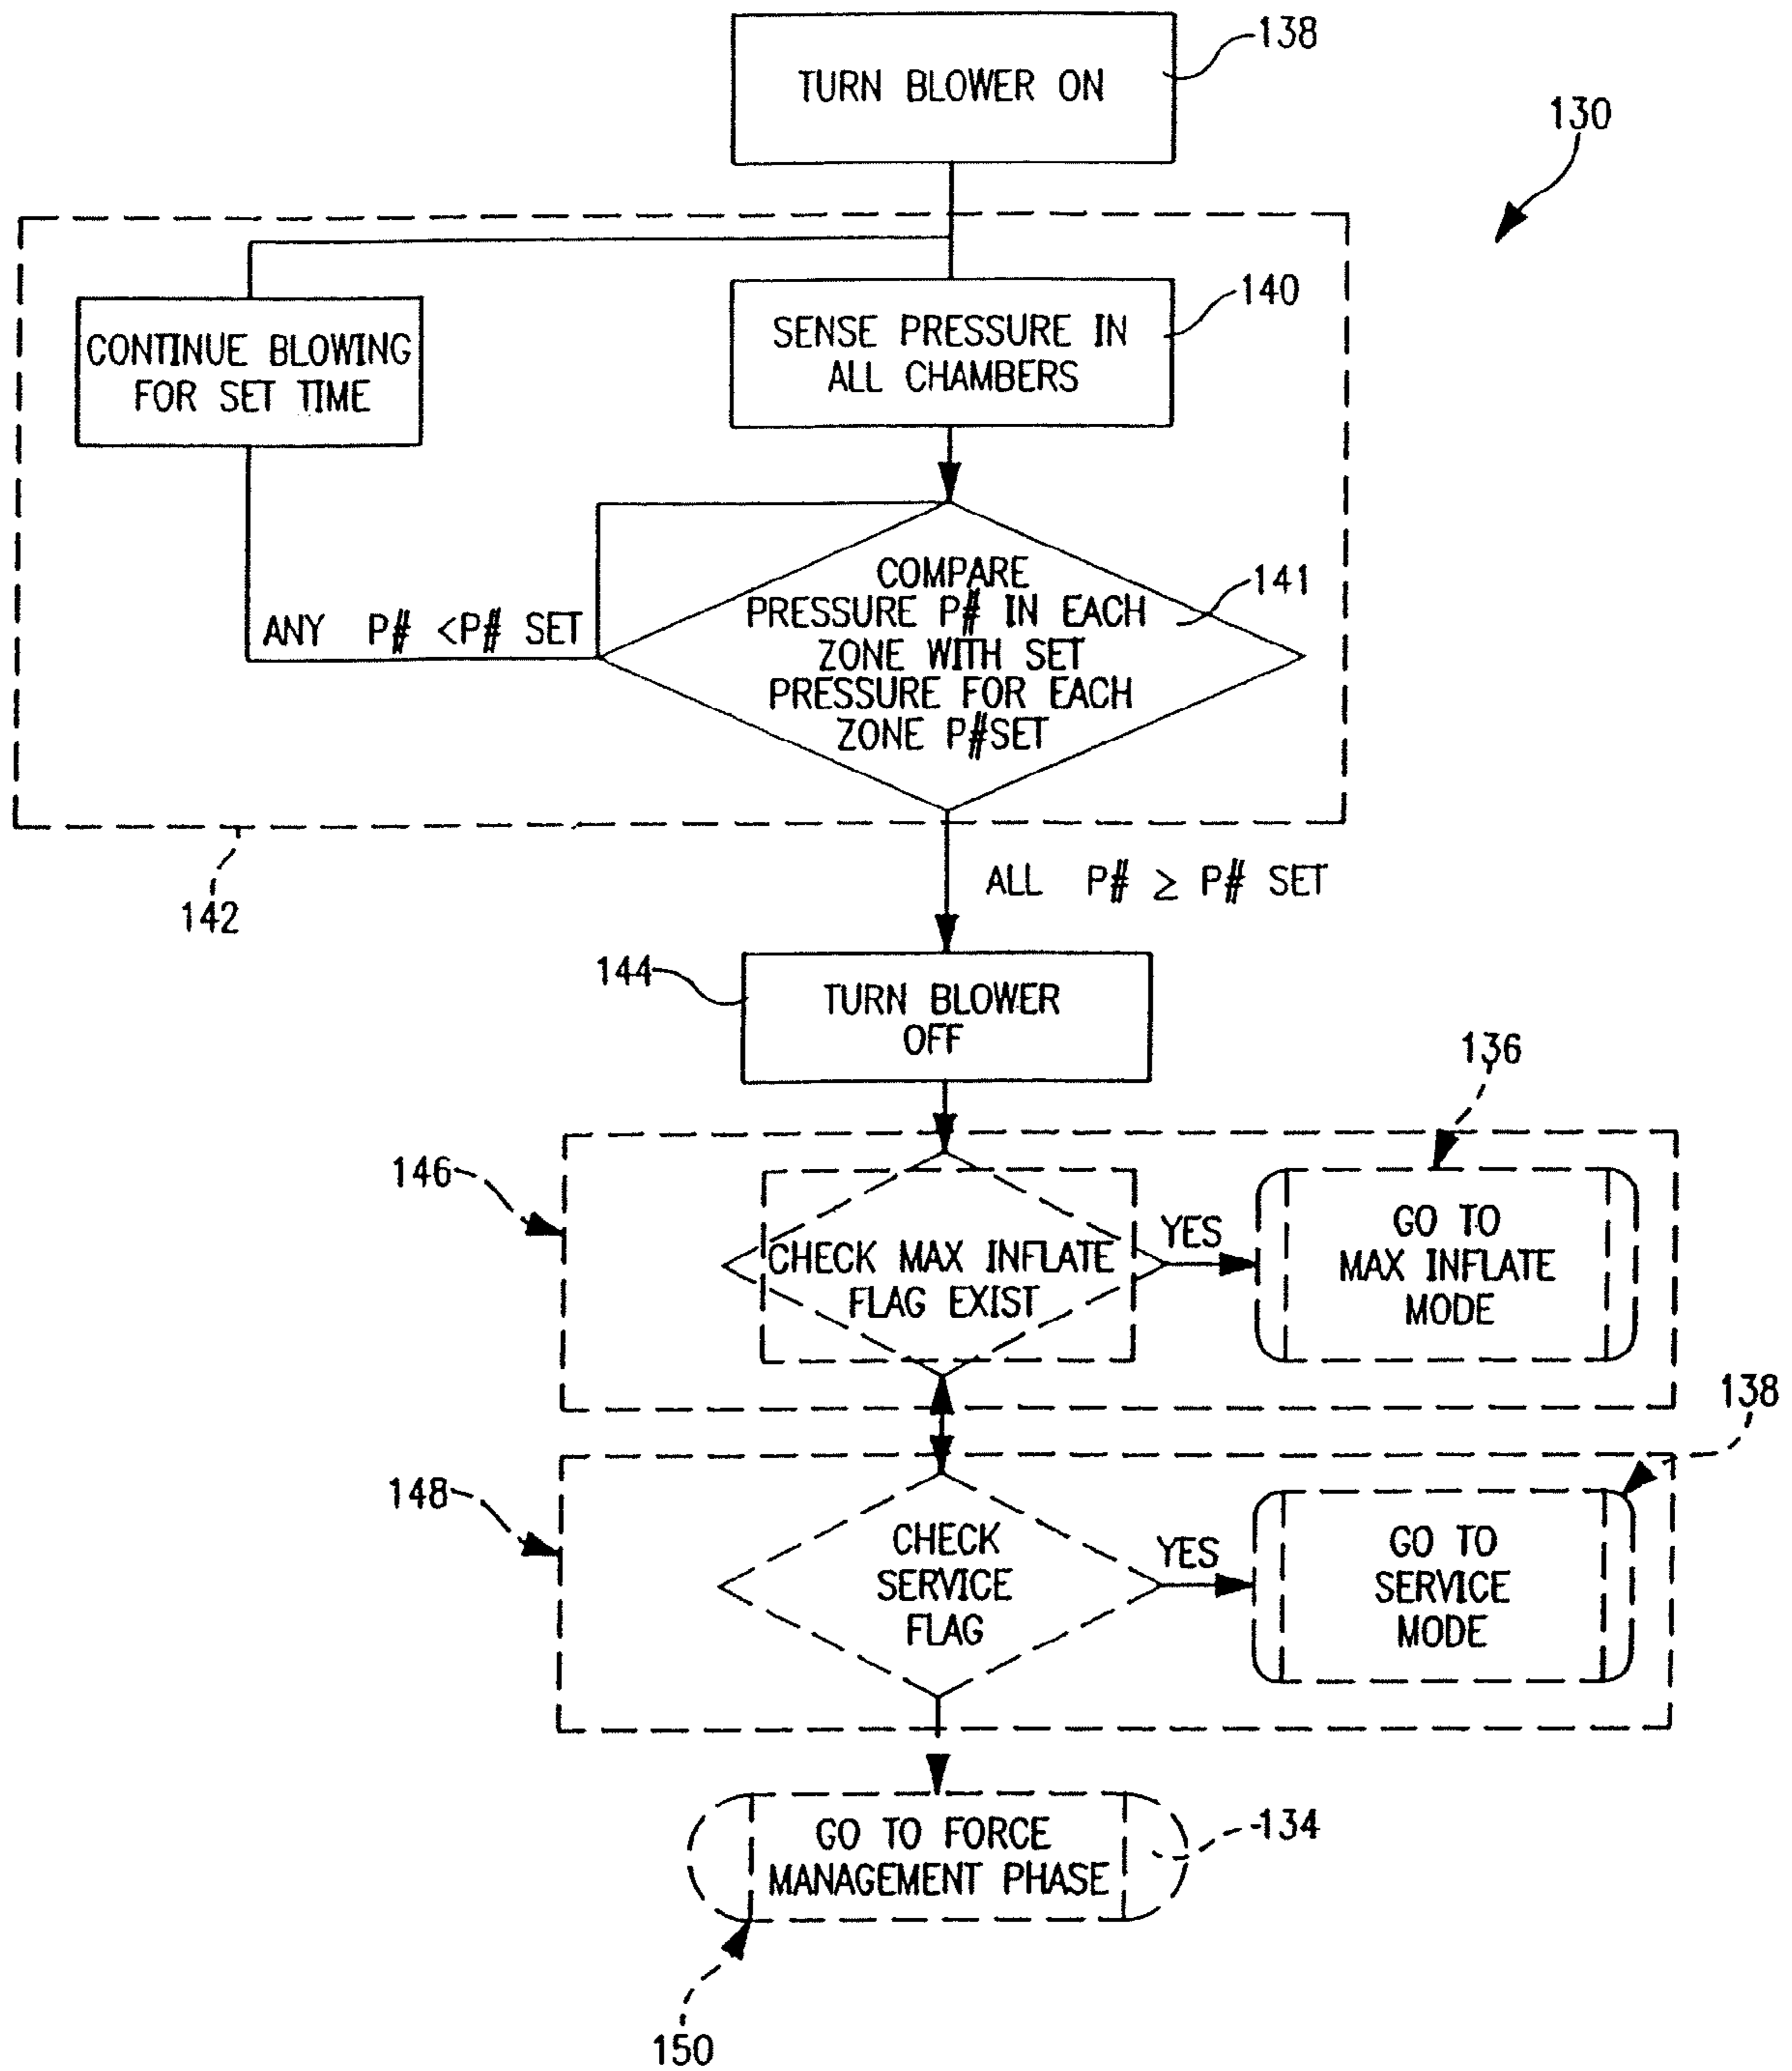 138
TURN BLOWER ON
130
140
SENSE PRESSURE IN
ALL CHAMBERS
CONTINUE BLOWING
FOR SET TIME
141
COMPARE
PRESSURE P# IN EACH
ZONE WITH SET
PRESSURE FOR EACH
ZONE P#SET
ANY P# <P# SET
142
ALL P# ≥ P# SET
144
TURN BLOWER
OFF
136
146
CHECK MAX INFLATE
FLAG EXIST
YES
GO TO
MAX INFLATE
MODE
138
148
CHECK
SERVICE
FLAG
YES
GO TO
SERVICE
MODE
GO TO FORCE
MANAGEMENT PHASE
134
150